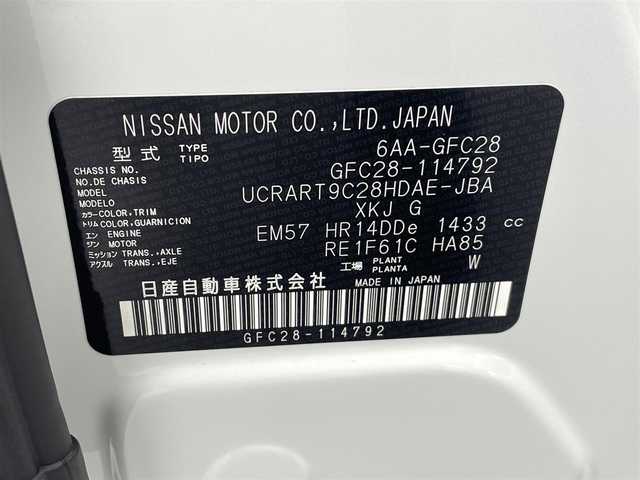 NISSAN MOTOR CO.,LTD.JAPAN
型式 TYPE TIPO 6AA-GFC28
CHASSIS NO. NO.DE CHASIS GFC28-114792
MODEL MODELO UCRART9C28HDAE-JBA
カラー COLOR,TRIM トリム COLOR,GUARNICION XKJ G
エン ENGINE ジン MOTOR EM57 HR14DDe 1433 cc
ミッション TRANS.,AXLE アクスル TRANS.,EJE RE1F61C HA85
工場 PLANT PLANTA W
日産自動車株式会社 MADE IN JAPAN
GFC28-114792